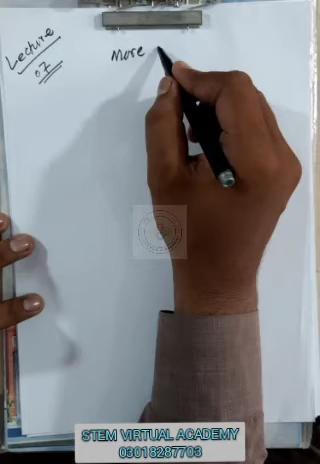 Lecture
07
More
STEM VIRTUAL ACADEMY
03018287703